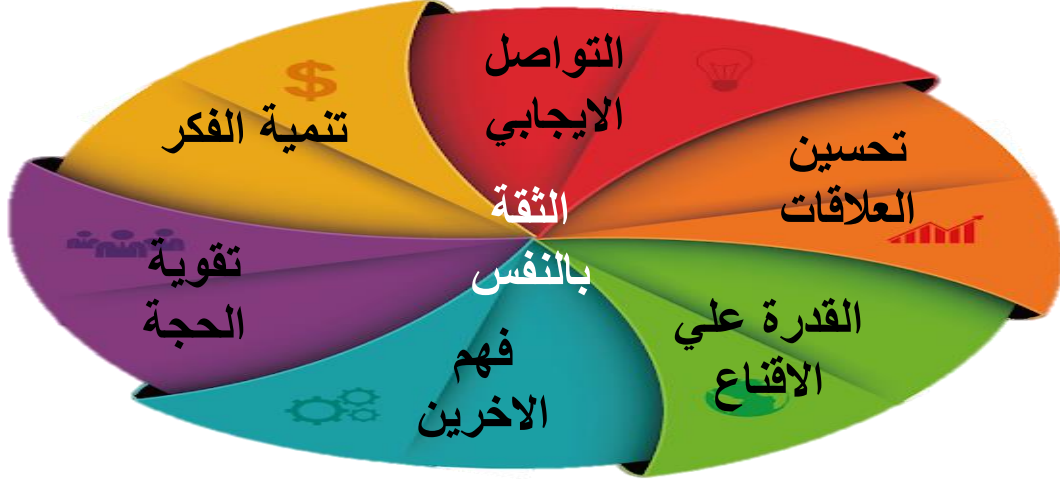 التواصل
الايجابي
تحسين
العلاقات
القدرة علي
الاقناع
فهم
الاخرين
تقوية
الحجة
تنمية الفكر
الثقة
بالنفس
$